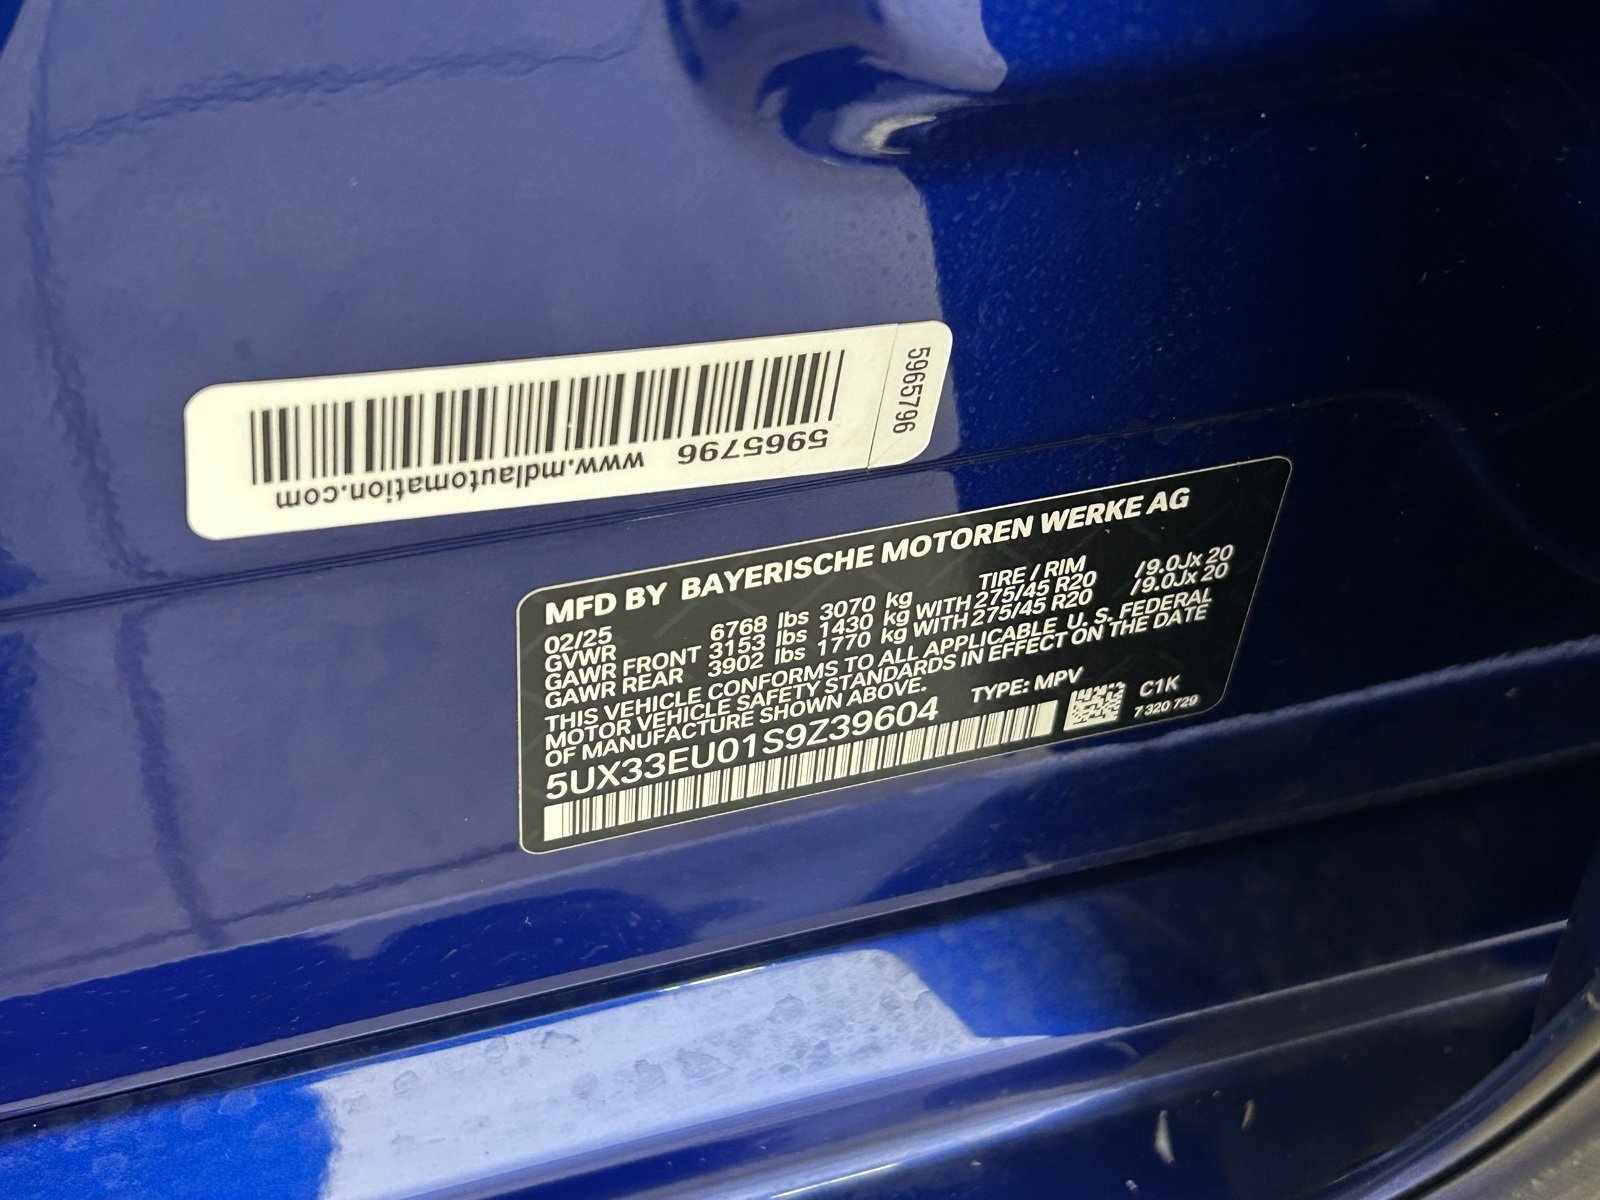 5965796
5965796 www.mdlautomation.com
MFD BY BAYERISCHE MOTOREN WERKE AG
02/25 TIRE / RIM
GVWR 6768 lbs 3070 kg
GAWR FRONT 3153 lbs 1430 kg WITH 275/45 R20 /9.0Jx 20
GAWR REAR 3902 lbs 1770 kg WITH 275/45 R20 /9.0Jx 20
THIS VEHICLE CONFORMS TO ALL APPLICABLE U. S. FEDERAL
MOTOR VEHICLE SAFETY STANDARDS IN EFFECT ON THE DATE
OF MANUFACTURE SHOWN ABOVE.
TYPE: MPV
5UX33EU01S9Z39604
C1K
7 320 729